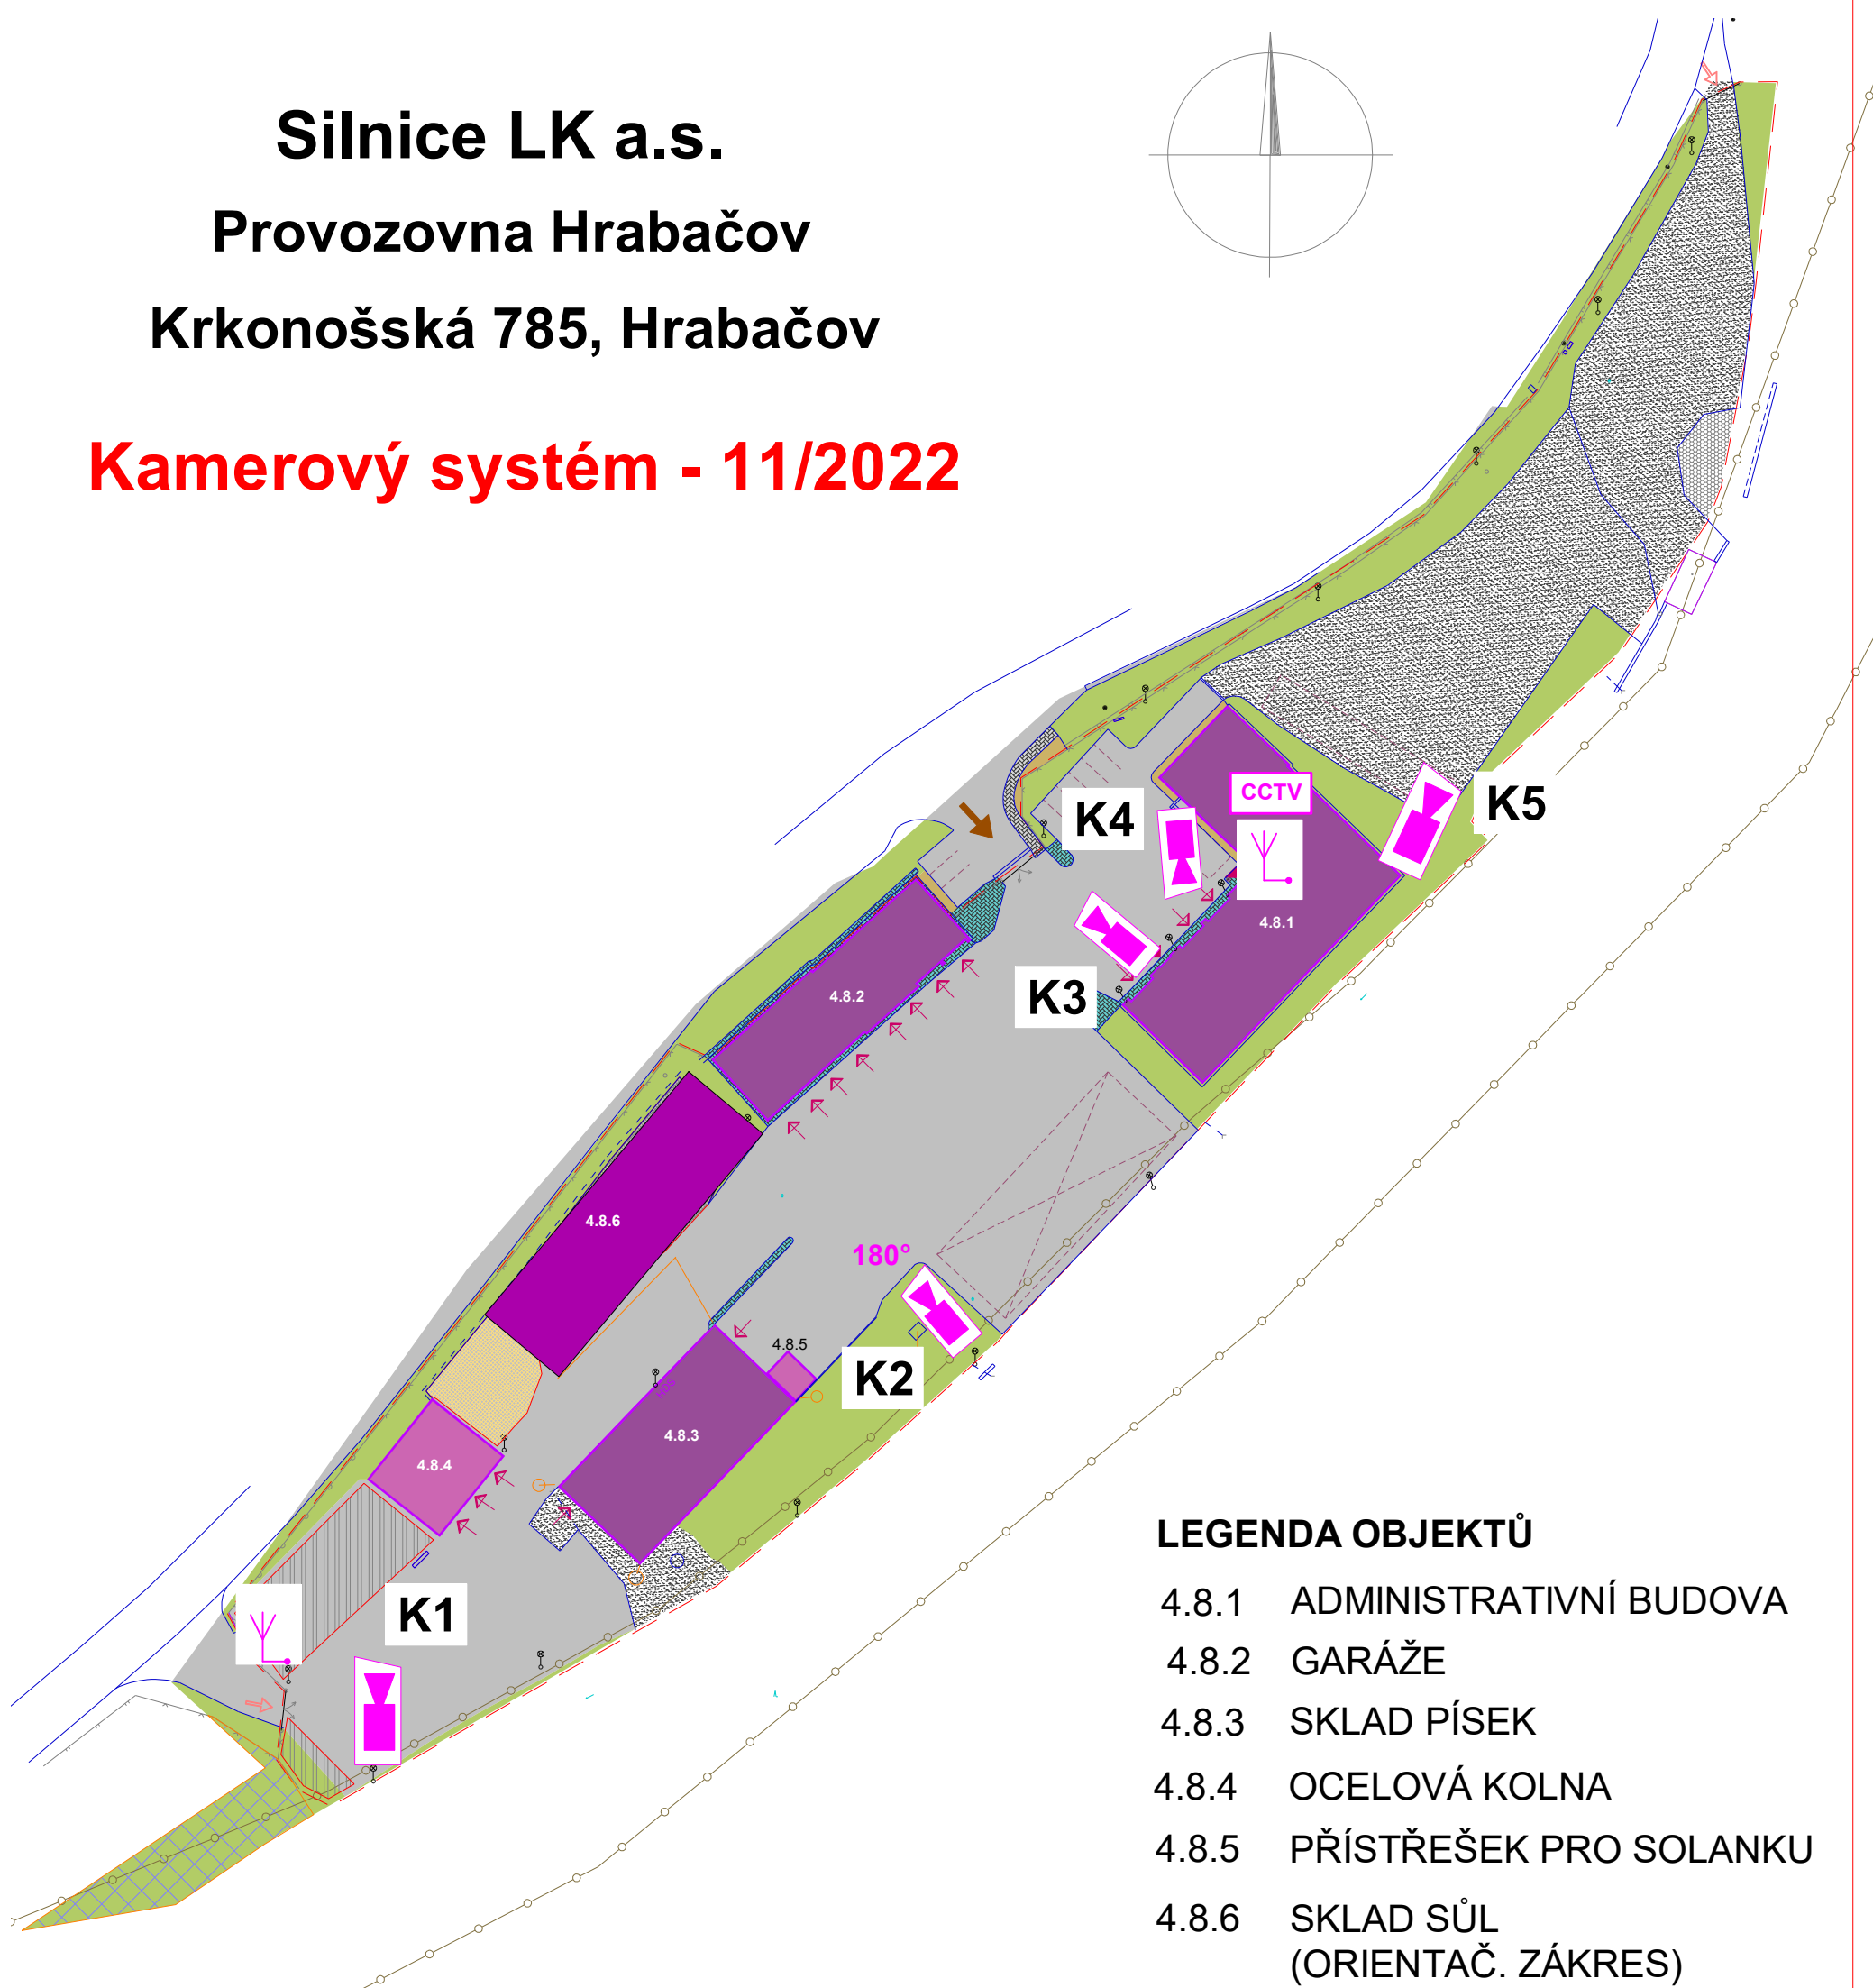 Silnice LK a.s.
Provozovna Hrabačov
Krkonošská 785, Hrabačov
Kamerový systém - 11/2022
K5
CCTV
K4
4.8.1
K3
4.8.2
4.8.6
180°
4.8.5
K2
4.8.3
4.8.4
K1
LEGENDA OBJEKTŮ
4.8.1 ADMINISTRATIVNÍ BUDOVA
4.8.2 GARÁŽE
4.8.3 SKLAD PÍSEK
4.8.4 OCELOVÁ KOLNA
4.8.5 PŘÍSTŘEŠEK PRO SOLANKU
4.8.6 SKLAD SŮL
(ORIENTAČ. ZÁKRES)